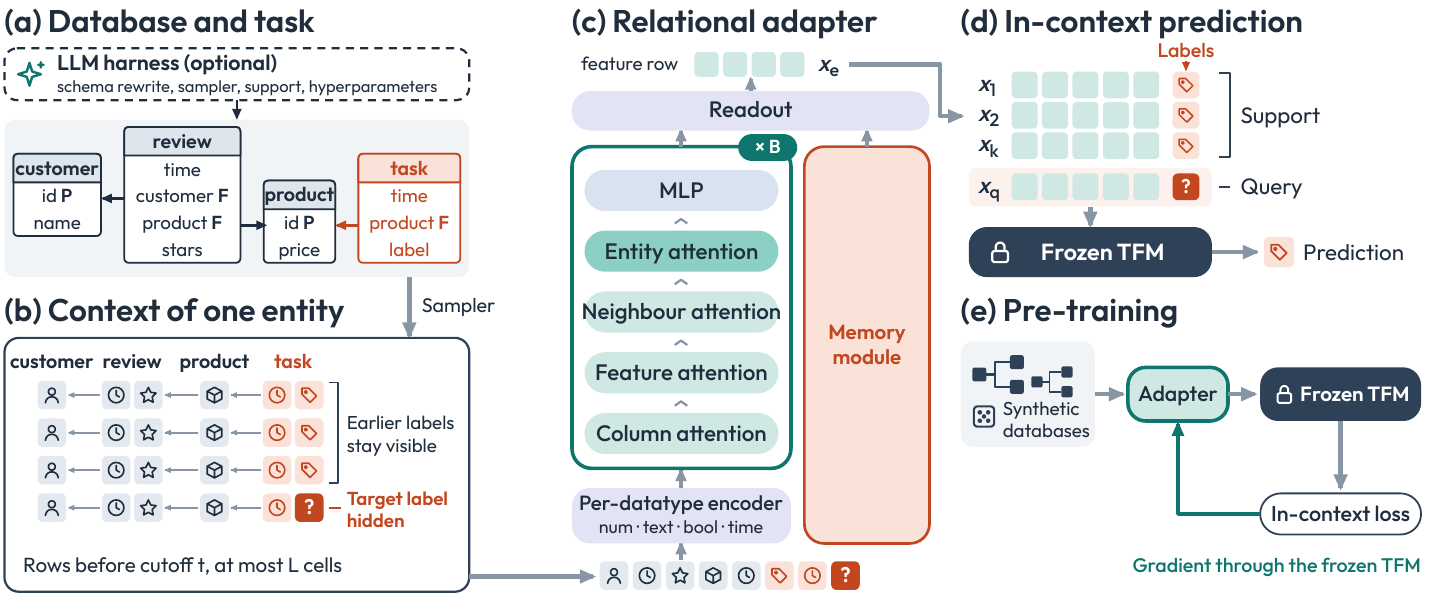 (a) Database and task
LLM harness (optional)
schema rewrite, sampler, support, hyperparameters
customer
id P
name
review
time
customer F
product F
stars
product
id P
price
task
time
product F
label
Sampler
(b) Context of one entity
customer review product task
Earlier labels
stay visible
?
Target label
hidden
Rows before cutoff t, at most L cells
(c) Relational adapter
feature row
xe
Readout
× B
MLP
Entity attention
Neighbour attention
Feature attention
Column attention
Memory
module
Per-datatype encoder
num · text · bool · time
?
(d) In-context prediction
Labels
x1
x2
xk
Support
xq
?
Query
Frozen TFM
Prediction
(e) Pre-training
Synthetic
databases
Adapter
Frozen TFM
In-context loss
Gradient through the frozen TFM